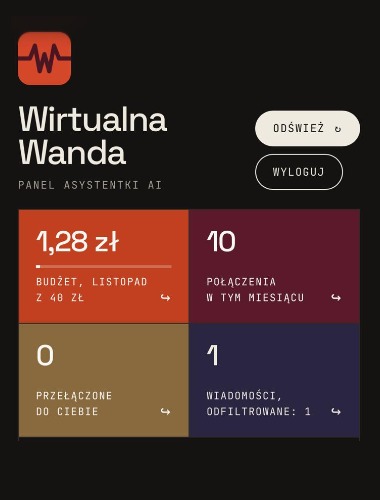 Wirtualna
Wanda
PANEL ASYSTENTKI AI
ODŚWIEŻ ↻
WYLOGUJ
1,28 zł
BUDŻET, LISTOPAD
Z 40 ZŁ ↪
10
POŁĄCZENIA
W TYM MIESIĄCU ↪
0
PRZEŁĄCZONE
DO CIEBIE ↪
1
WIADOMOŚCI,
ODFILTROWANE: 1 ↪